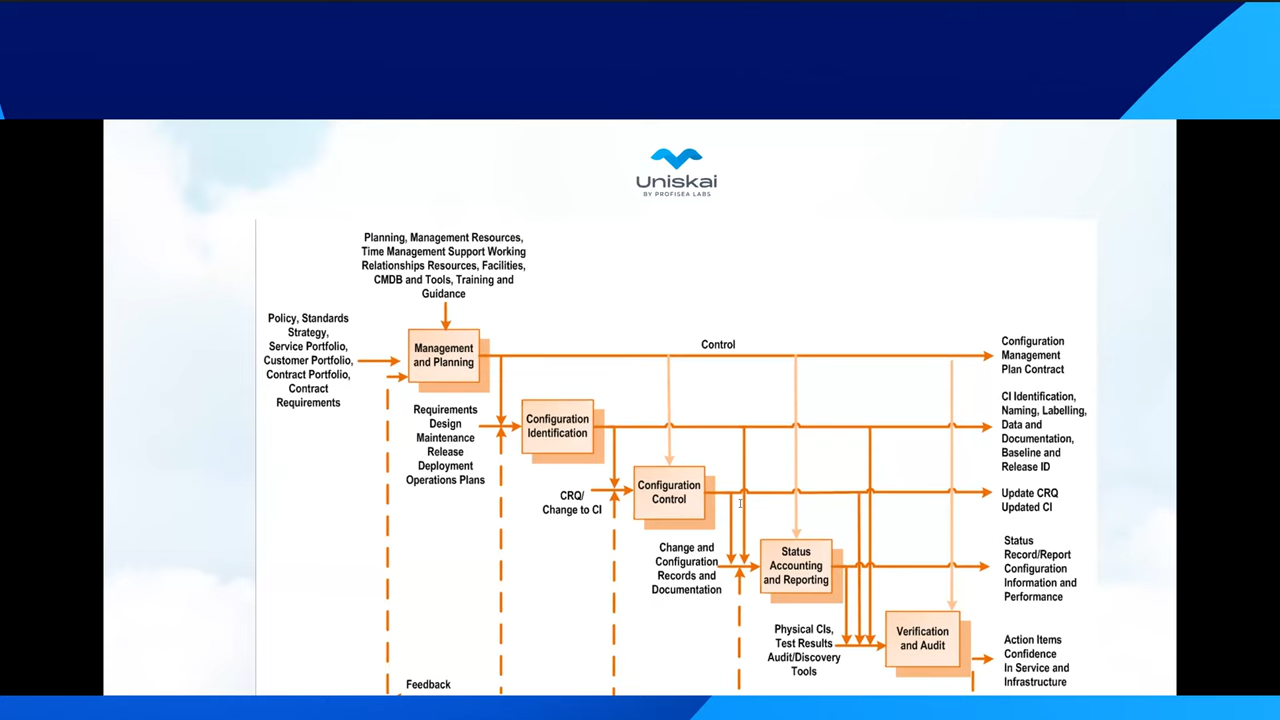 Uniskai
BY PROFISEA LABS
Planning, Management Resources,
Time Management Support Working
Relationships Resources, Facilities,
CMDB and Tools, Training and
Guidance
Policy, Standards
Strategy,
Service Portfolio,
Customer Portfolio,
Contract Portfolio,
Contract
Requirements
Management
and Planning
Control
Configuration
Management
Plan Contract
Requirements
Design
Maintenance
Release
Deployment
Operations Plans
Configuration
Identification
CI Identification,
Naming, Labelling,
Data and
Documentation,
Baseline and
Release ID
CRQ/
Change to CI
Configuration
Control
Update CRQ
Updated CI
Change and
Configuration
Records and
Documentation
Status
Accounting
and Reporting
Status
Record/Report
Configuration
Information and
Performance
Physical CIs,
Test Results
Audit/Discovery
Tools
Verification
and Audit
Action Items
Confidence
In Service and
Infrastructure
Feedback